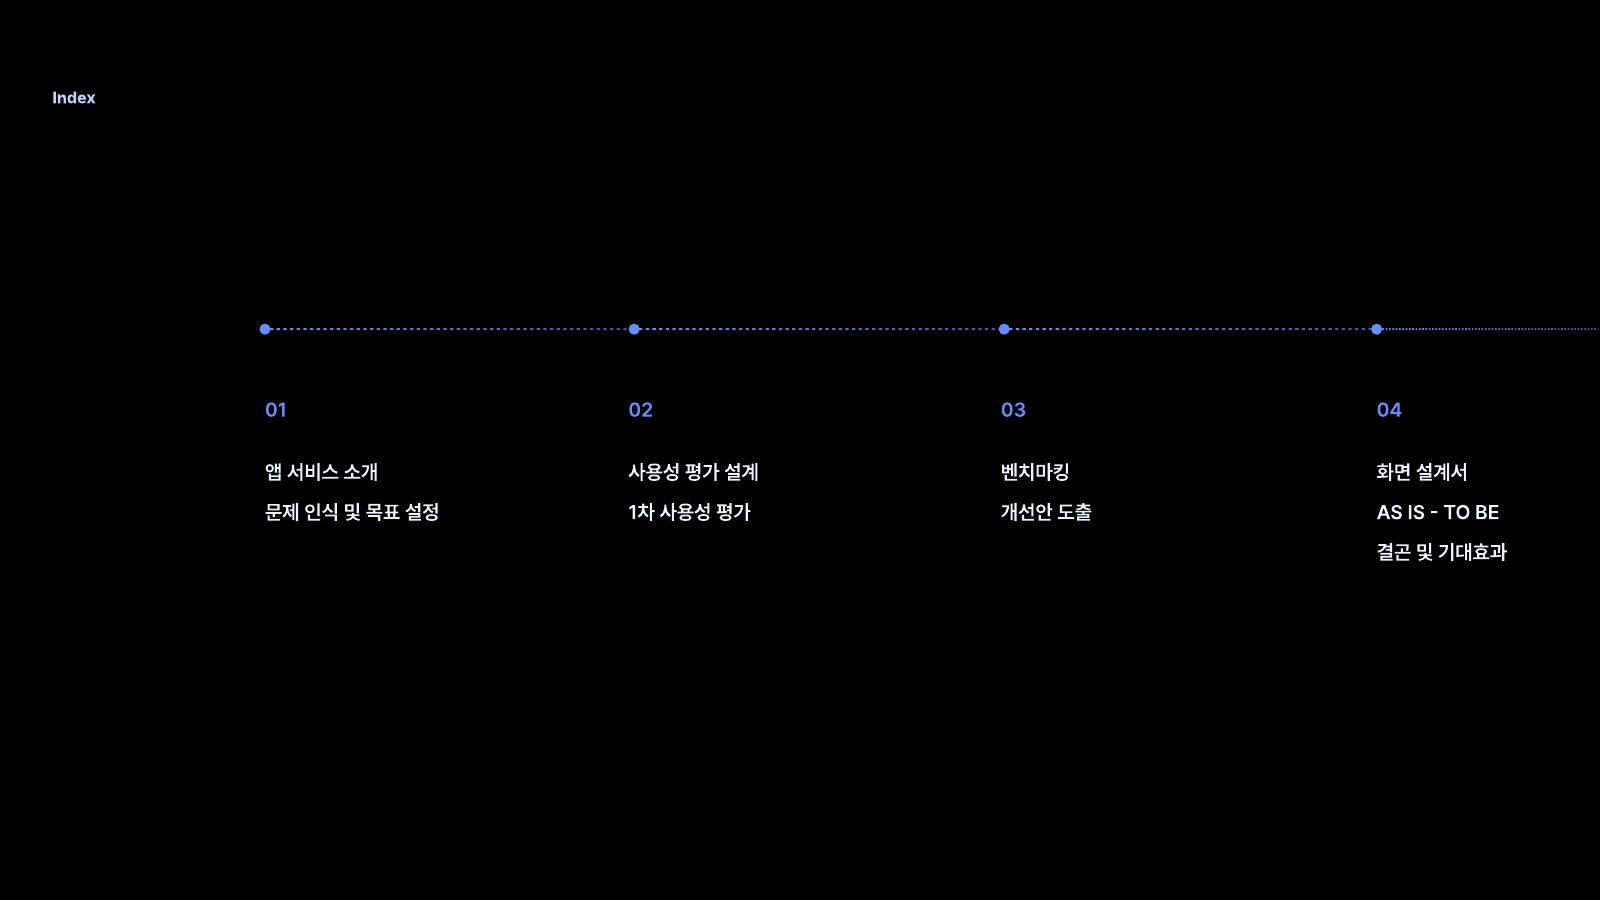 Index
01
앱 서비스 소개
문제 인식 및 목표 설정
02
사용성 평가 설계
1차 사용성 평가
03
벤치마킹
개선안 도출
04
화면 설계서
AS IS - TO BE
결곤 및 기대효과